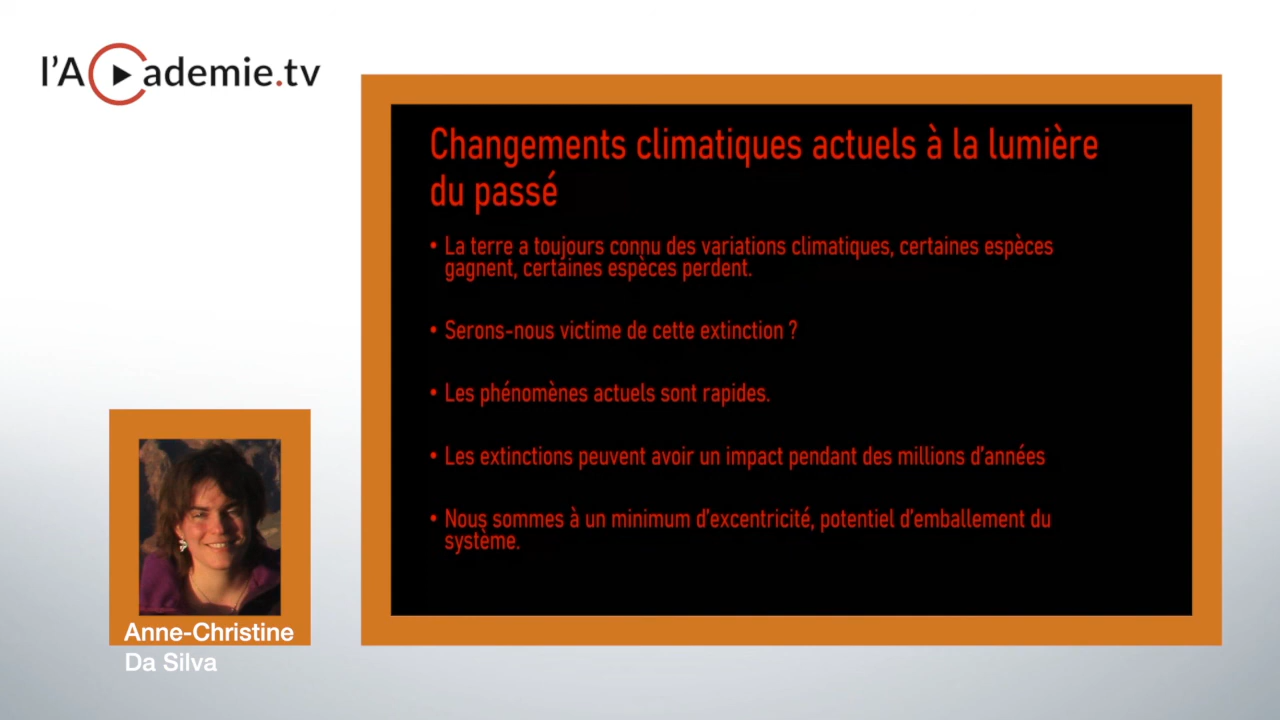 l'Academie.tv
Changements climatiques actuels à la lumière
du passé
• La terre a toujours connu des variations climatiques, certaines espèces
gagnent, certaines espèces perdent.
• Serons-nous victime de cette extinction ?
• Les phénomènes actuels sont rapides.
• Les extinctions peuvent avoir un impact pendant des millions d'années
• Nous sommes à un minimum d'excentricité, potentiel d'emballement du
système.
Anne-Christine
Da Silva